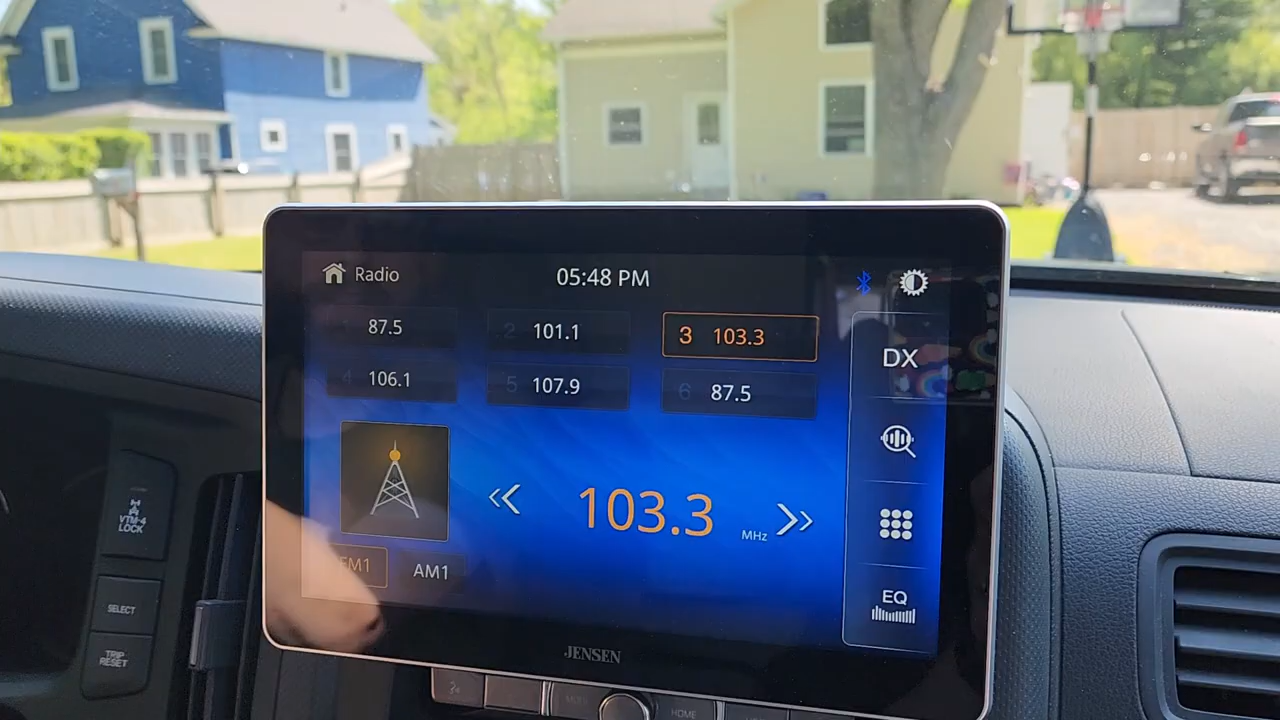 Radio
05:48 PM
87.5
2 101.1
3 103.3
4 106.1
5 107.9
6 87.5
DX
103.3
MHz
FM1
AM1
EQ
JENSEN
VTM-4
LOCK
SELECT
TRIP
RESET
HOME